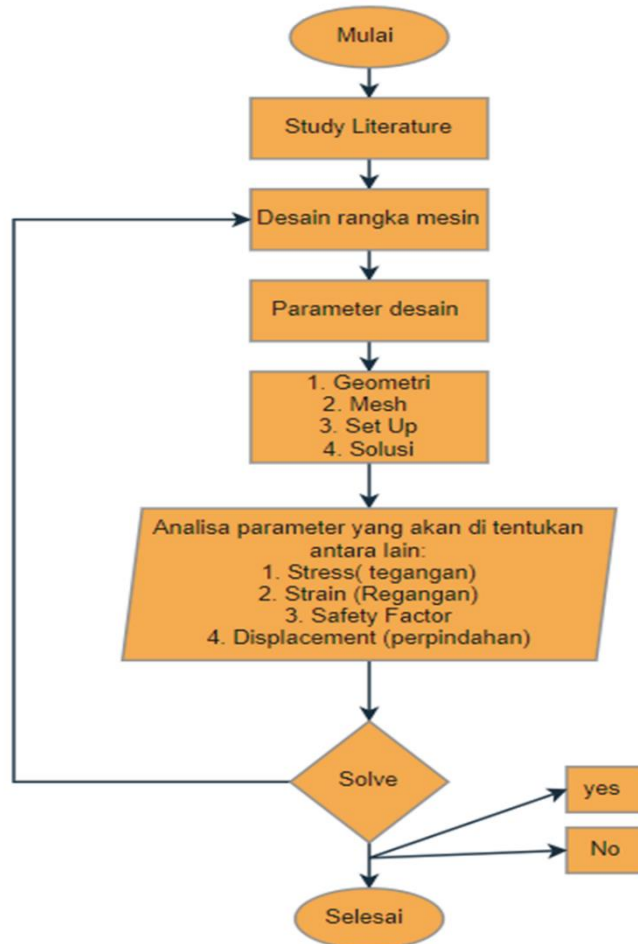 Mulai
Study Literature
Desain rangka mesin
Parameter desain
1. Geometri
2. Mesh
3. Set Up
4. Solusi
Analisa parameter yang akan di tentukan
antara lain:
1. Stress( tegangan)
2. Strain (Regangan)
3. Safety Factor
4. Displacement (perpindahan)
Solve
yes
No
Selesai